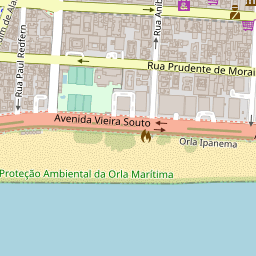 Rua Paul Redfern
Rua Prudente de Morai
Avenida Vieira Souto
Orla Ipanema
Proteção Ambiental da Orla Marítima